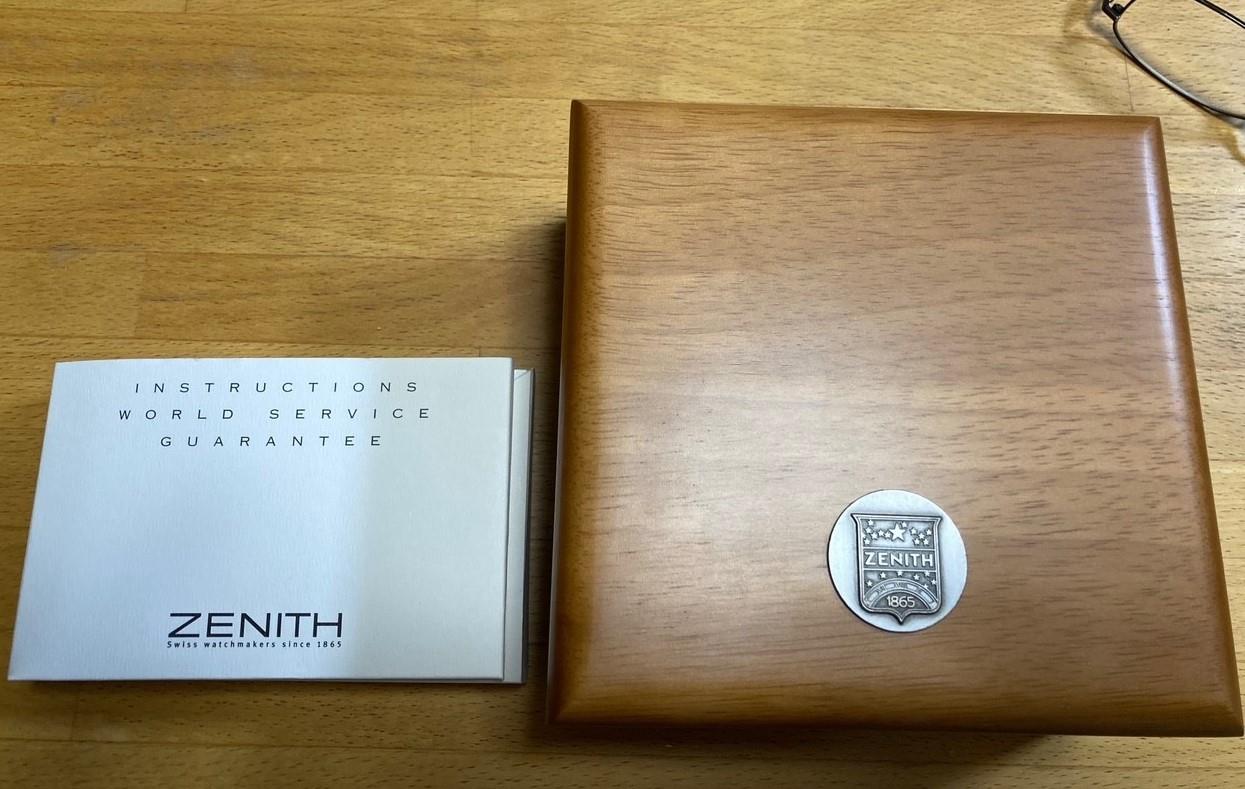 INSTRUCTIONS
WORLD SERVICE
GUARANTEE
ZENITH
Swiss watchmakers since 1865
ZENITH
1865